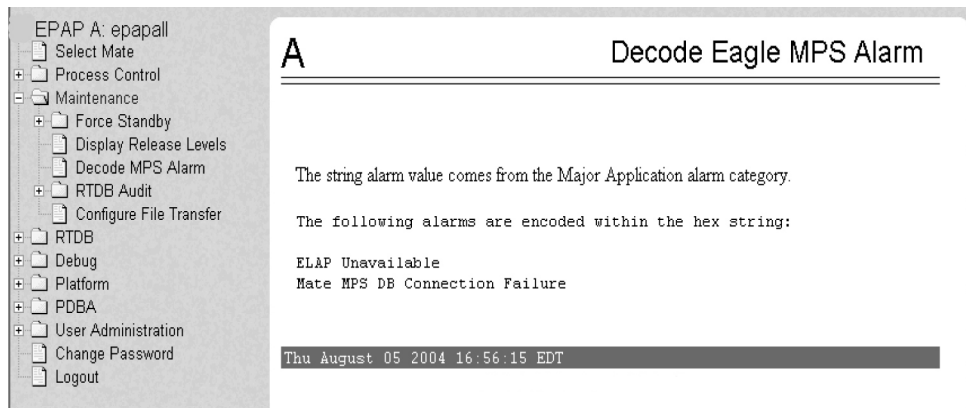 EPAP A: epapall
Select Mate
Process Control
Maintenance
Force Standby
Display Release Levels
Decode MPS Alarm
RTDB Audit
Configure File Transfer
RTDB
Debug
Platform
PDBA
User Administration
Change Password
Logout
A
Decode Eagle MPS Alarm
The string alarm value comes from the Major Application alarm category.
The following alarms are encoded within the hex string:
ELAP Unavailable
Mate MPS DB Connection Failure
Thu August 05 2004 16:56:15 EDT